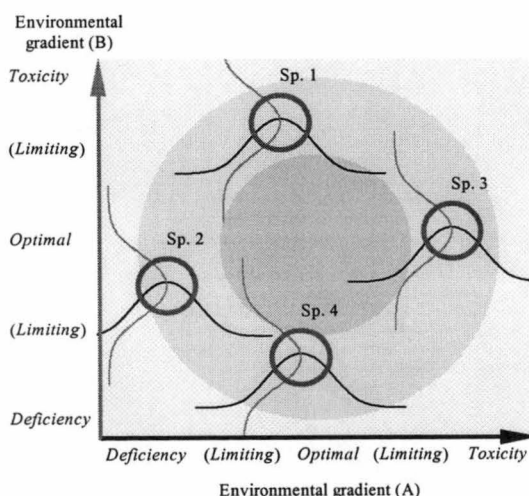 Environmental
gradient (B)
Toxicity
Sp. 1
(Limiting)
Sp. 3
Optimal
Sp. 2
(Limiting)
Sp. 4
Deficiency
Deficiency (Limiting) Optimal (Limiting) Toxicity
Environmental gradient (A)